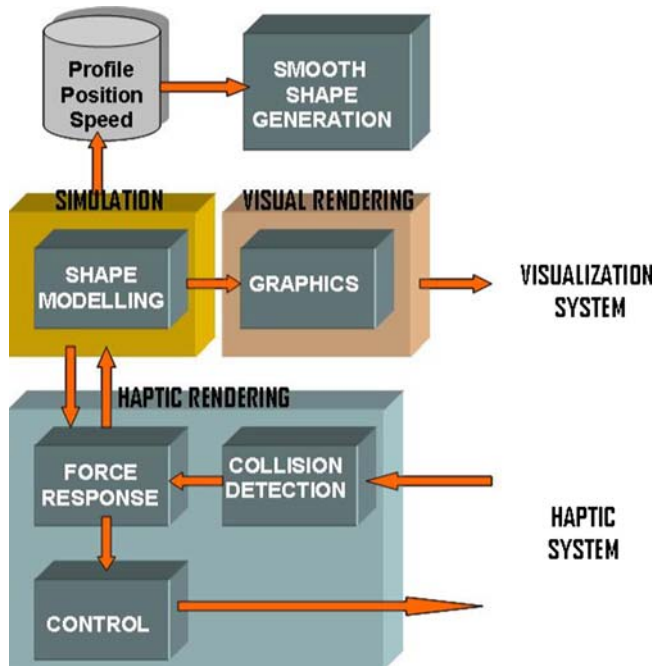 Profile
Position
Speed
SMOOTH
SHAPE
GENERATION
SIMULATION
VISUAL RENDERING
SHAPE
MODELLING
GRAPHICS
VISUALIZATION
SYSTEM
HAPTIC RENDERING
FORCE
RESPONSE
COLLISION
DETECTION
HAPTIC
SYSTEM
CONTROL